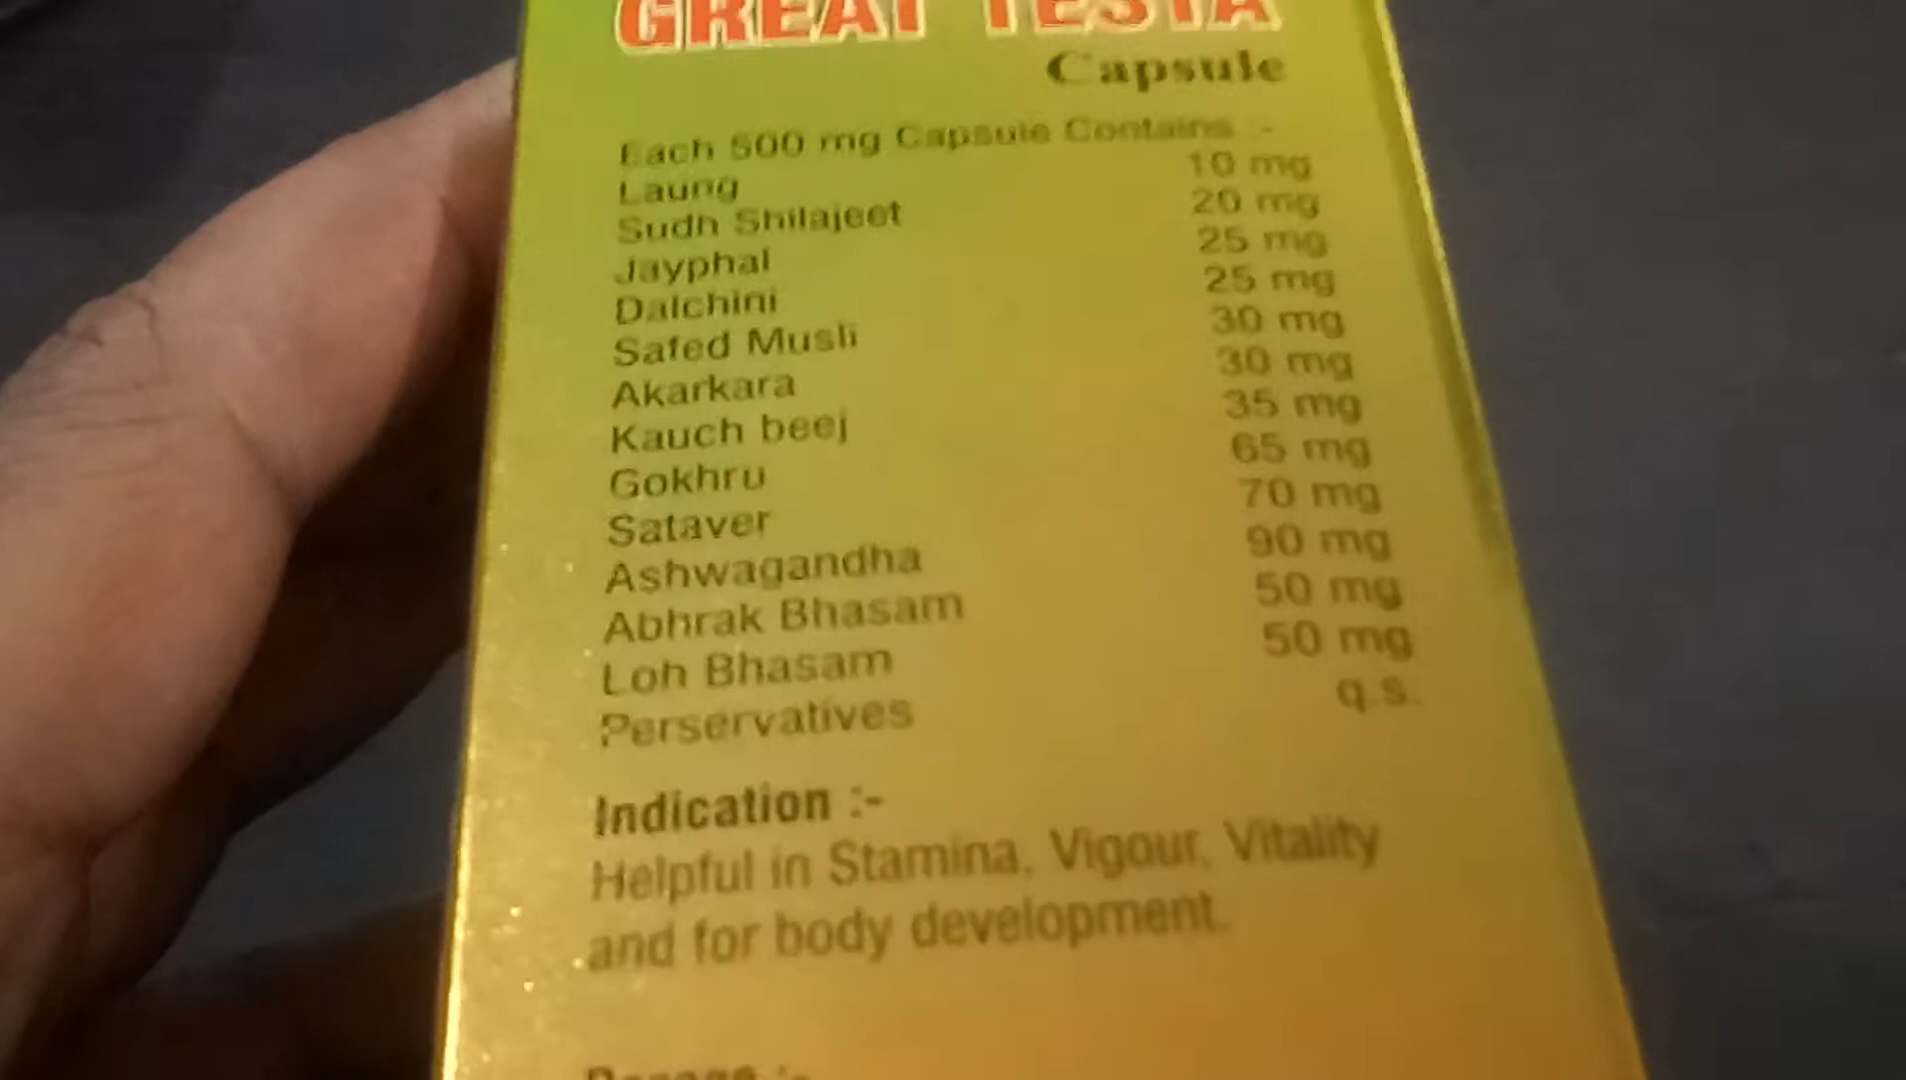 GREAT TESTA
Capsule
Each 500 mg Capsule Contains :-
Laung 10 mg
Sudh Shilajeet 20 mg
Jayphal 25 mg
Dalchini 25 mg
Safed Musli 30 mg
Akarkara 30 mg
Kauch beej 35 mg
Gokhru 65 mg
Sataver 70 mg
Ashwagandha 90 mg
Abhrak Bhasam 50 mg
Loh Bhasam 50 mg
Perservatives q.s.
Indication :-
Helpful in Stamina, Vigour, Vitality
and for body development.